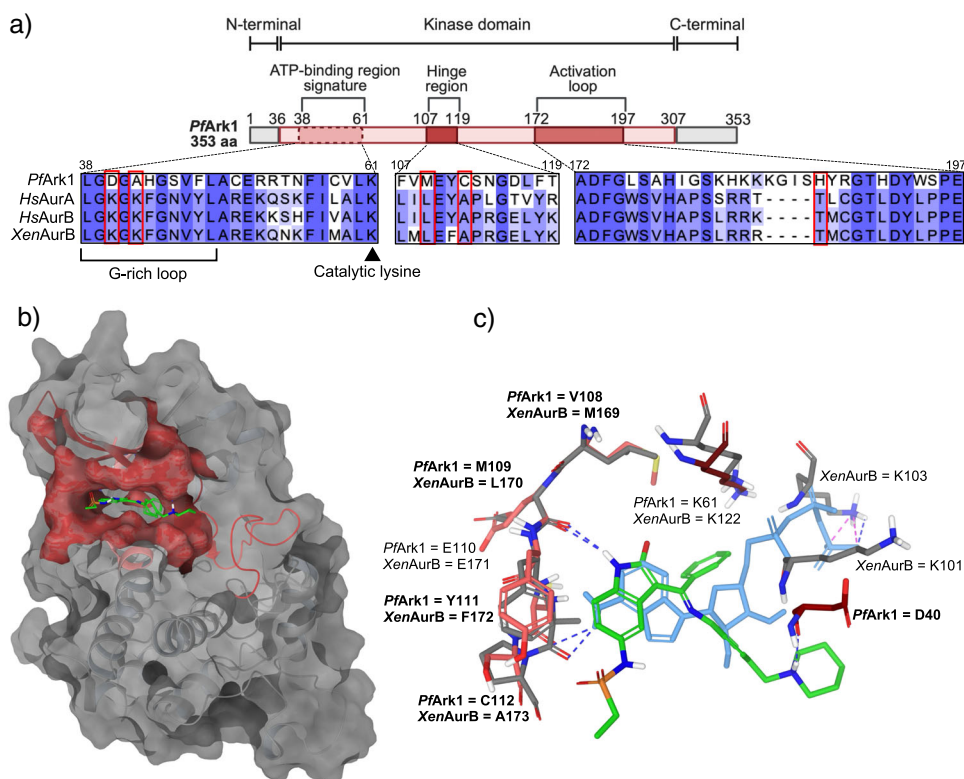 a)
N-terminal Kinase domain C-terminal
ATP-binding region signature
Hinge region
Activation loop
1 36 38 61 107 119 172 197 307 353
PfArk1
353 aa
38 61 107 119 172 197
PfArk1 LGDGAHGSVFLACERRTNFICVLK FVMEYCSNGDLFT ADFGLSAHIGSKHKKKGISHYRGTHDYWSPE
HsAurA LGKGKFGNVYLAREKQSKFILALK LILEYAPLGTVYR ADFGWSVHAPSSRRT----TLCGTLDYLPPE
HsAurB LGKGKFGNVYLAREKKSHFIVALK LILEYAPRGELYK ADFGWSVHAPSLRRK----TMCGTLDYLPPE
XenAurB LGKGKFGNVYLAREKQNKFIMALK LMLEFAPRGELYK ADFGWSVHAPSLRRR----TMCGTLDYLPPE
G-rich loop
Catalytic lysine
b)
c)
PfArk1 = V108
XenAurB = M169
PfArk1 = M109
XenAurB = L170
PfArk1 = K61
XenAurB = K122
XenAurB = K103
PfArk1 = E110
XenAurB = E171
XenAurB = K101
PfArk1 = Y111
XenAurB = F172
PfArk1 = D40
PfArk1 = C112
XenAurB = A173